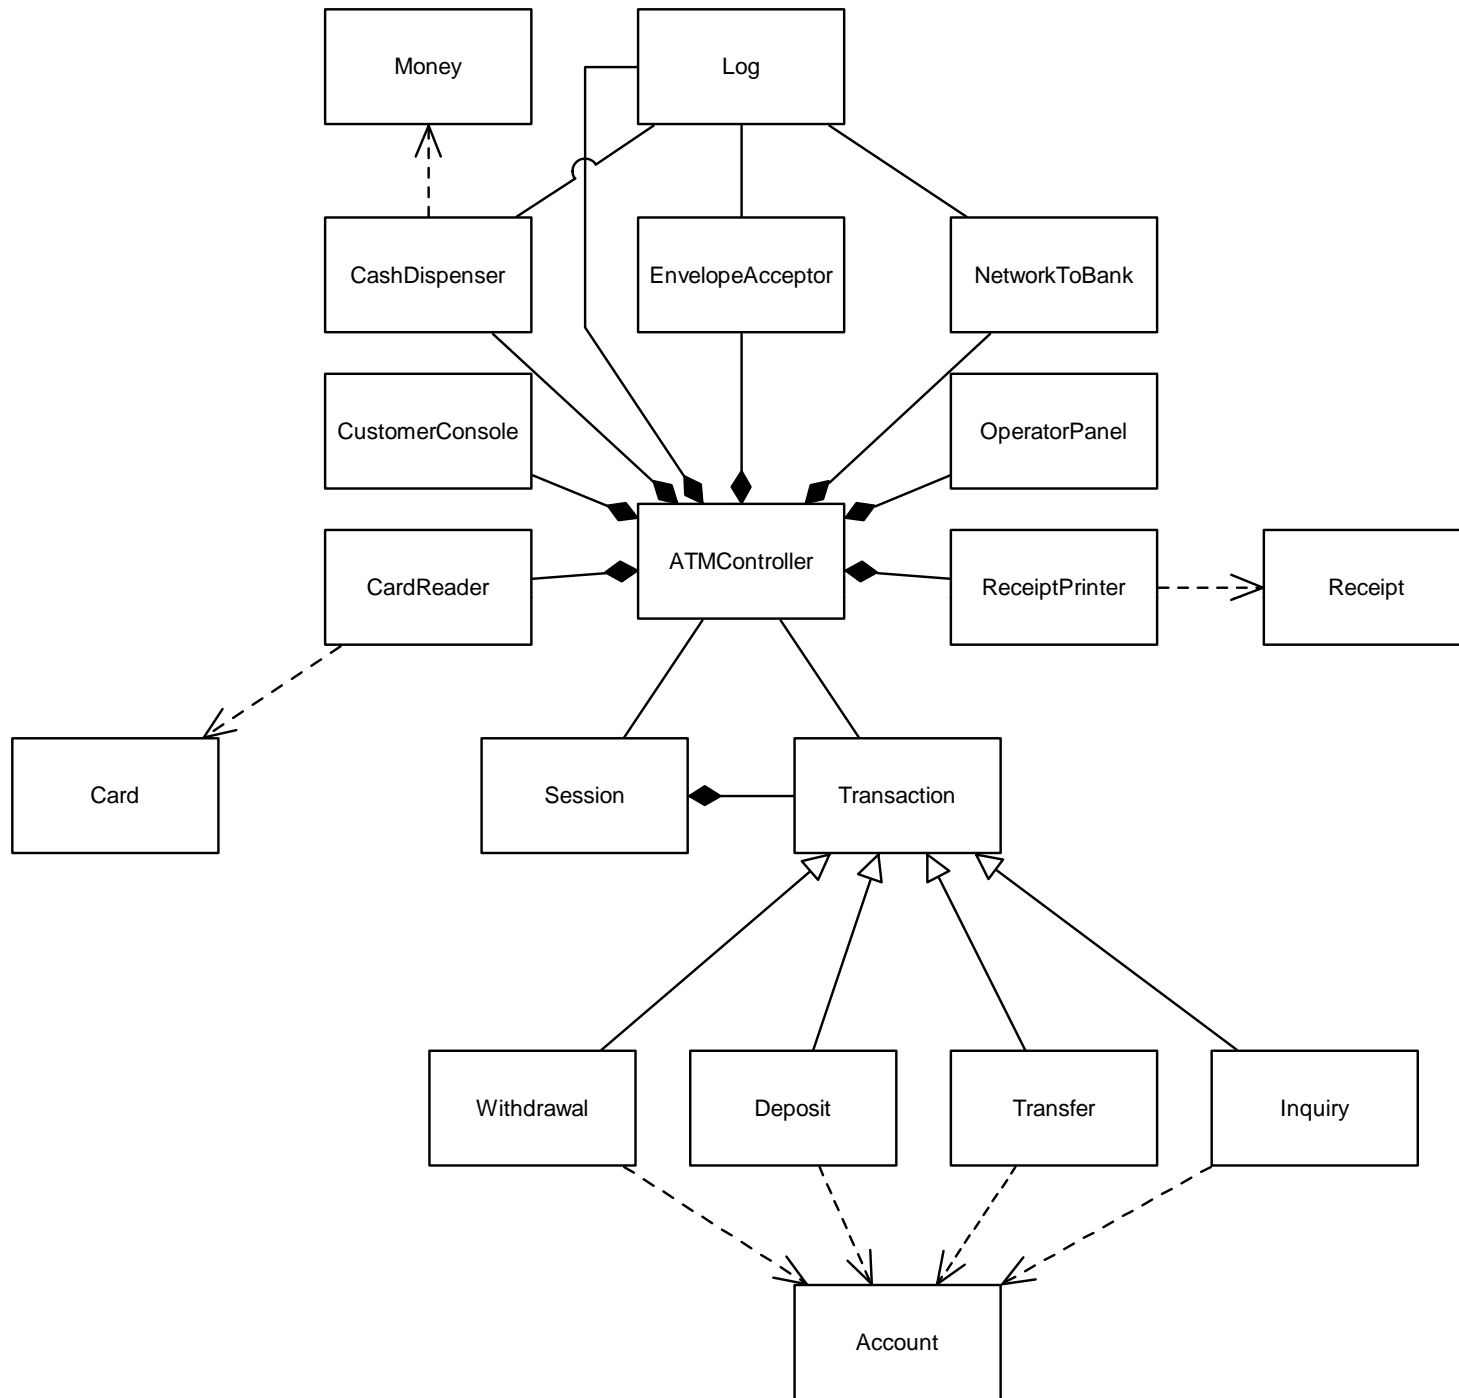 Money
Log
CashDispenser
EnvelopeAcceptor
NetworkToBank
CustomerConsole
OperatorPanel
ATMController
CardReader
ReceiptPrinter
Receipt
Card
Session
Transaction
Withdrawal
Deposit
Transfer
Inquiry
Account